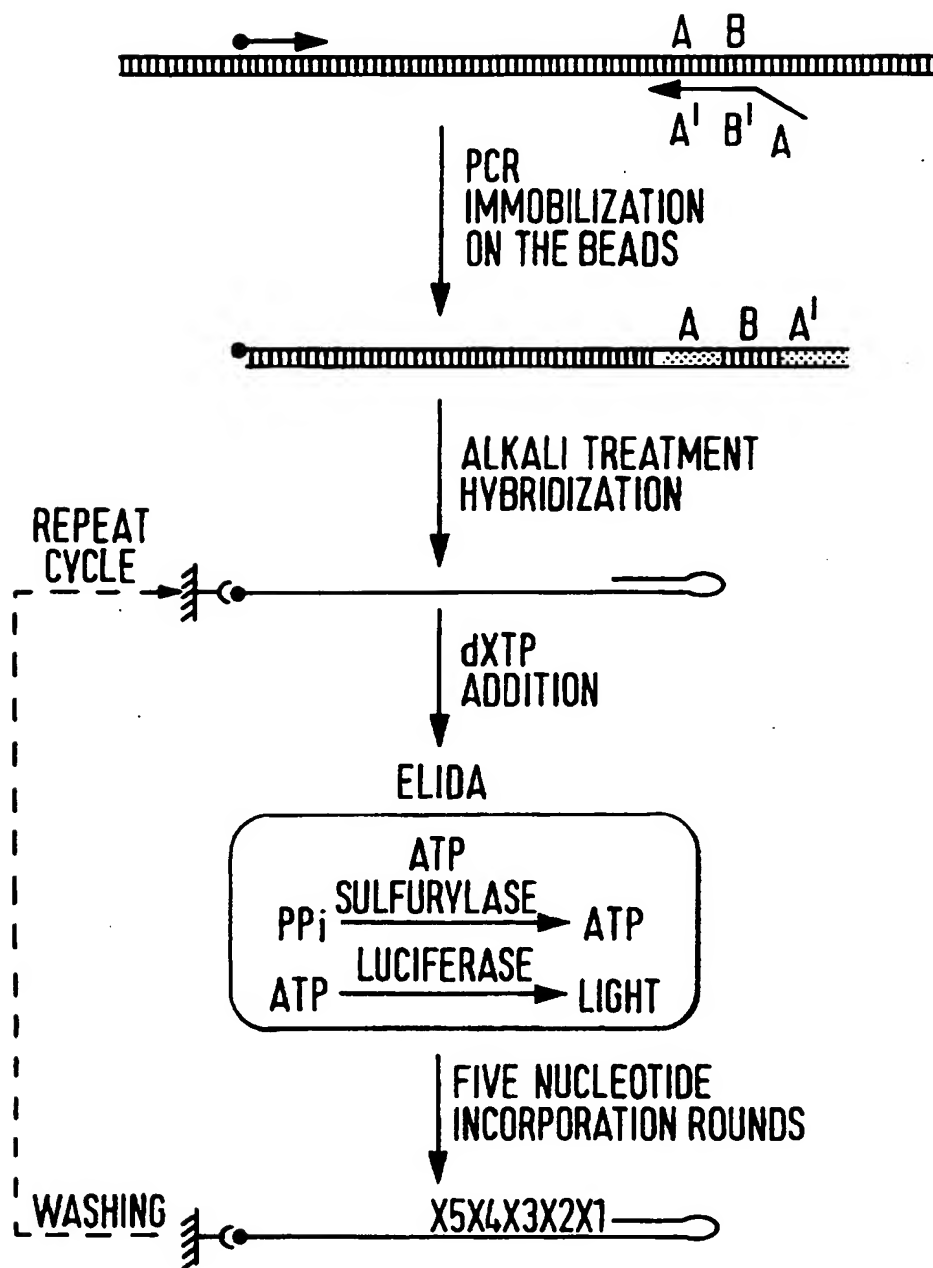 A B
A' B' A
PCR
IMMOBILIZATION
ON THE BEADS
A B A'
ALKALI TREATMENT
HYBRIDIZATION
REPEAT
CYCLE
dXTP
ADDITION
ELIDA
ATP
SULFURYLASE
PPi ATP
LUCIFERASE
ATP LIGHT
FIVE NUCLEOTIDE
INCORPORATION ROUNDS
WASHING
X5X4X3X2X1